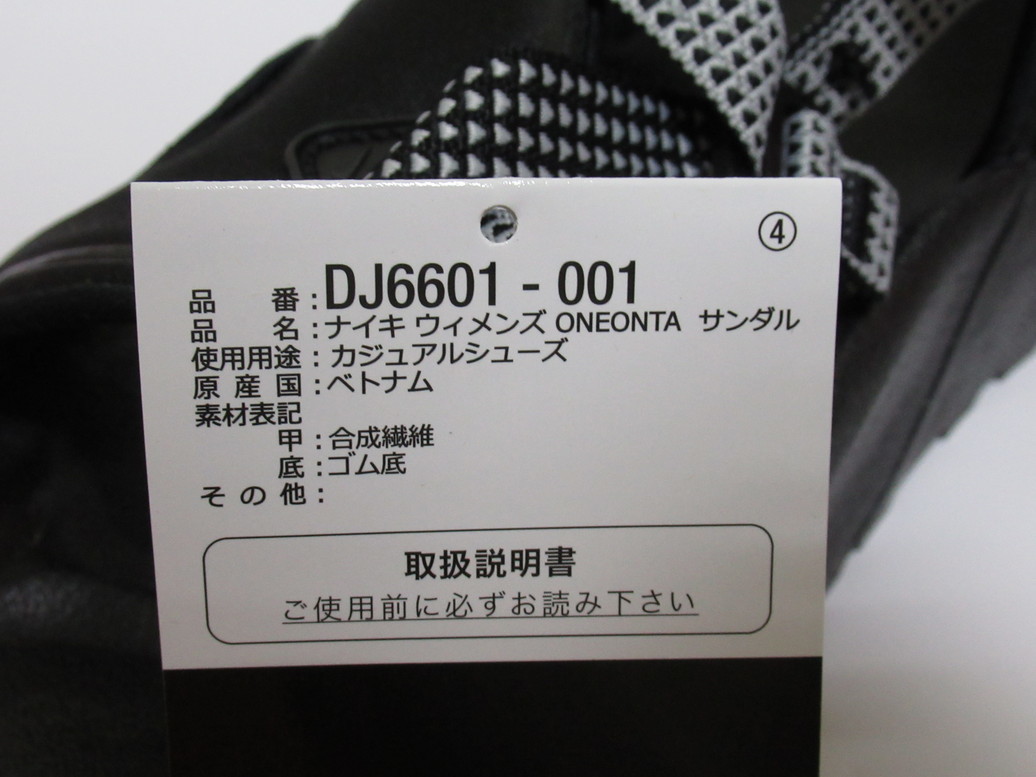 ④
品番:DJ6601-001
品名:ナイキ ウィメンズ ONEONTA サンダル
使用用途:カジュアルシューズ
原産国:ベトナム
素材表記
甲:合成繊維
底:ゴム底
その他:
取扱説明書
ご使用前に必ずお読み下さい